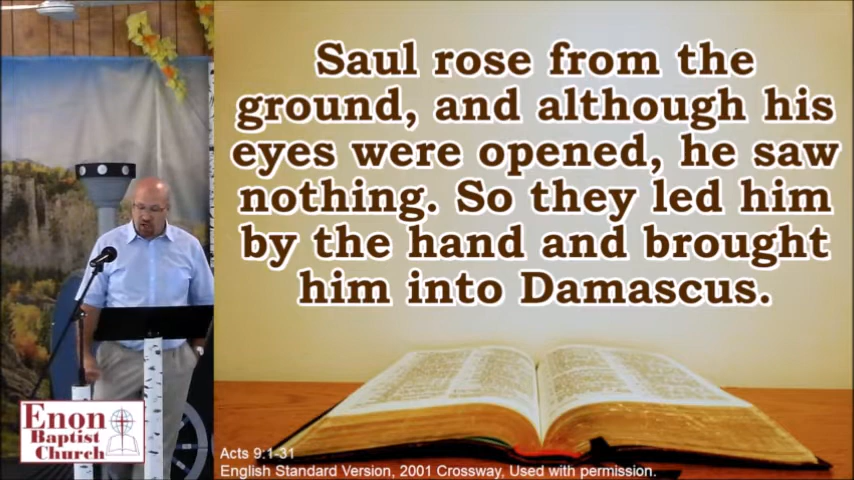 Saul rose from the
ground, and although his
eyes were opened, he saw
nothing. So they led him
by the hand and brought
him into Damascus.
Enon
Baptist
Church
Acts 9:1-31
English Standard Version, 2001 Crossway, Used with permission.